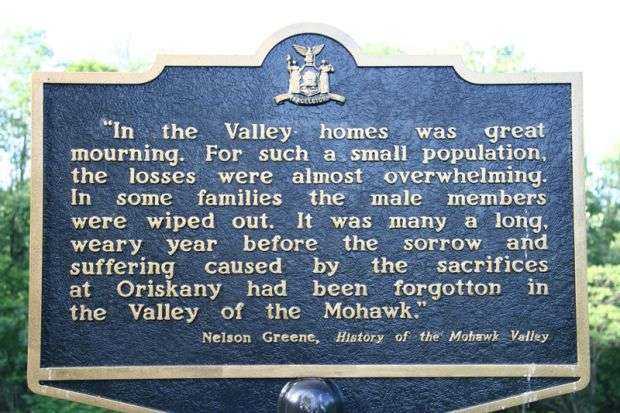 EXCELSIOR
"In the Valley homes was great
mourning. For such a small population,
the losses were almost overwhelming.
In some families the male members
were wiped out. It was many a long,
weary year before the sorrow and
suffering caused by the sacrifices
at Oriskany had been forgotton in
the Valley of the Mohawk."
Nelson Greene, History of the Mohawk Valley